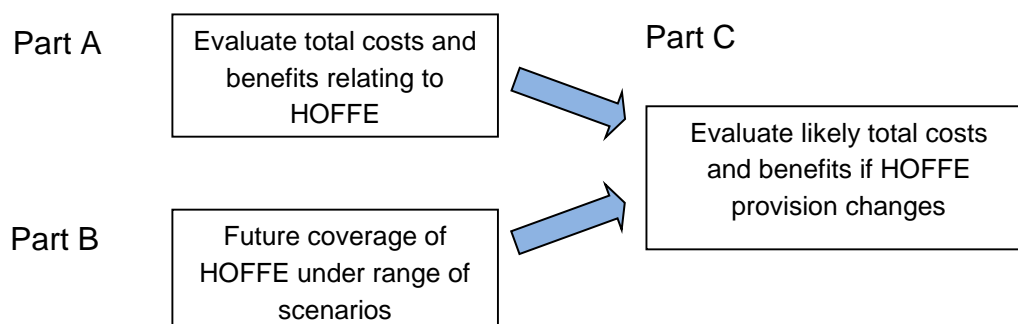 Part A
Evaluate total costs and
benefits relating to
HOFFE
Part C
Evaluate likely total costs
and benefits if HOFFE
provision changes
Part B
Future coverage of
HOFFE under range of
scenarios